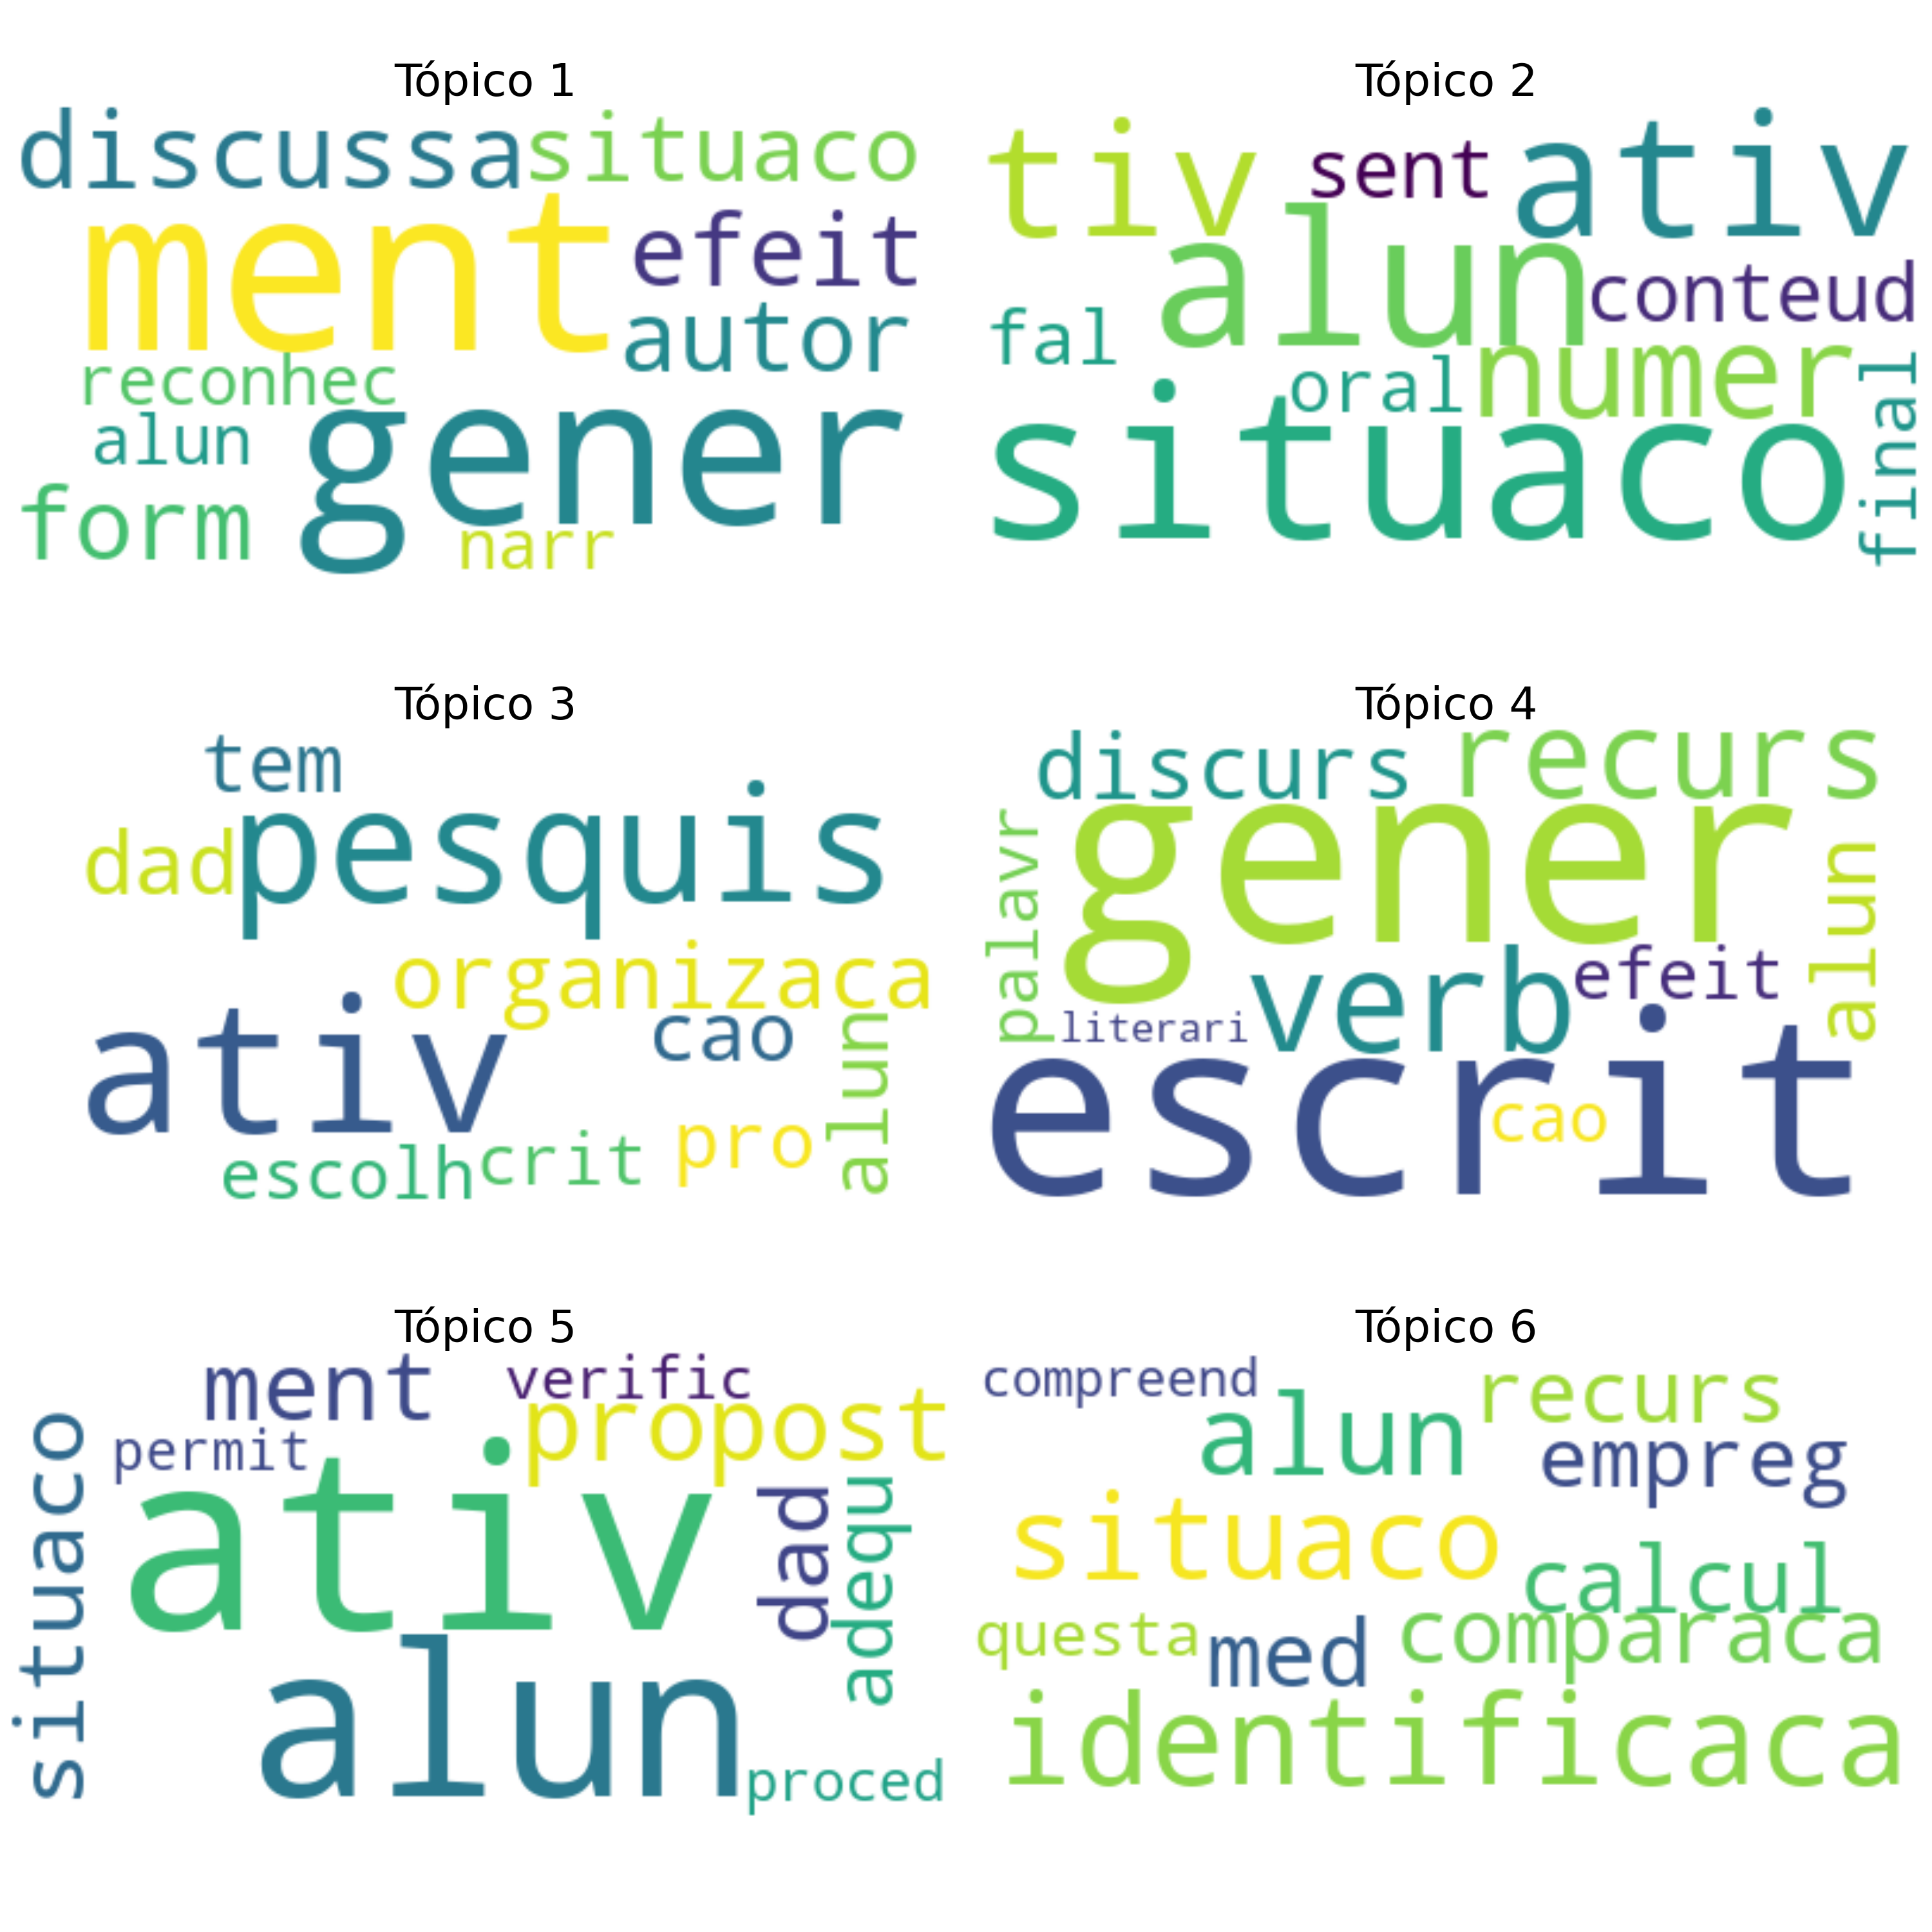 Tópico 1
discussa situaco
ment efeit
autor
reconhec
alun gener
form narr
Tópico 2
tiv sent ativ
alun conteud
fal oral numer
situaco final
Tópico 3
tem
dad pesquis
organizaca
ativ cao
alun
escolh crit pro
Tópico 4
discurs recurs
palavr gener alun
verb efeit
literari
escrit cao
Tópico 5
ment verific
situaco permit propost
ativ dad adequ
alun proced
Tópico 6
compreend recurs
alun empreg
situaco calcul
questa med comparaca
identificaca